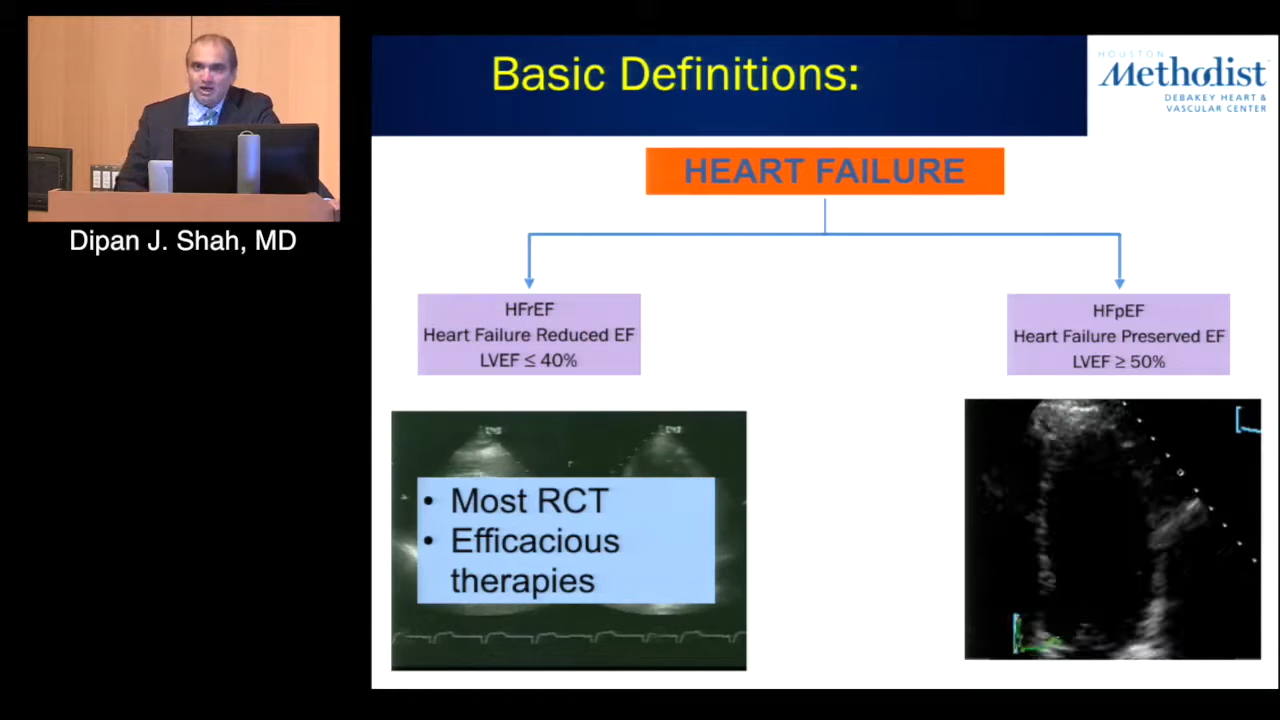 Basic Definitions:
HOUSTON
Methodist
DEBAKEY HEART &
VASCULAR CENTER
HEART FAILURE
Dipan J. Shah, MD
HFrEF
Heart Failure Reduced EF
LVEF ≤ 40%
HFpEF
Heart Failure Preserved EF
LVEF ≥ 50%
• Most RCT
• Efficacious
therapies